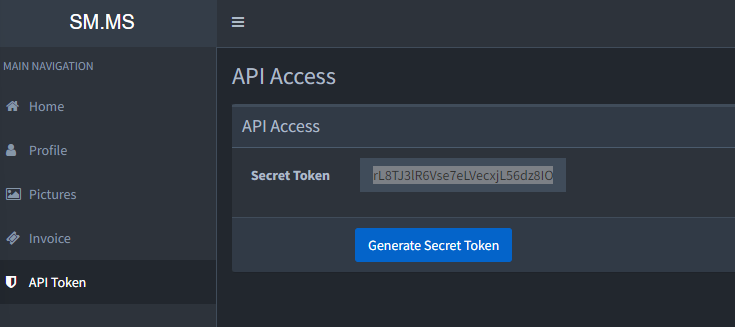 SM.MS
MAIN NAVIGATION
Home
Profile
Pictures
Invoice
API Token
API Access
API Access
Secret Token
rL8TJ3lR6Vse7eLVecxjL56dz8IO
Generate Secret Token